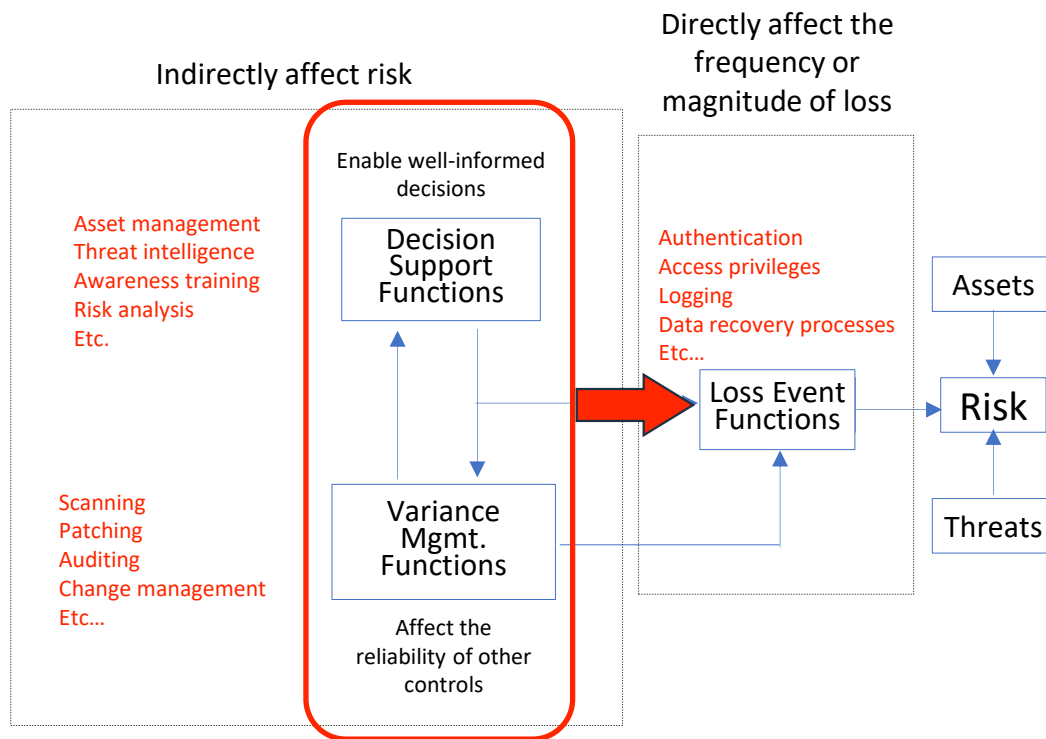 Indirectly affect risk
Directly affect the
frequency or
magnitude of loss
Enable well-informed
decisions
Asset management
Threat intelligence
Awareness training
Risk analysis
Etc.
Decision
Support
Functions
Authentication
Access privileges
Logging
Data recovery processes
Etc...
Assets
Loss Event
Functions
Risk
Scanning
Patching
Auditing
Change management
Etc...
Variance
Mgmt.
Functions
Threats
Affect the
reliability of other
controls